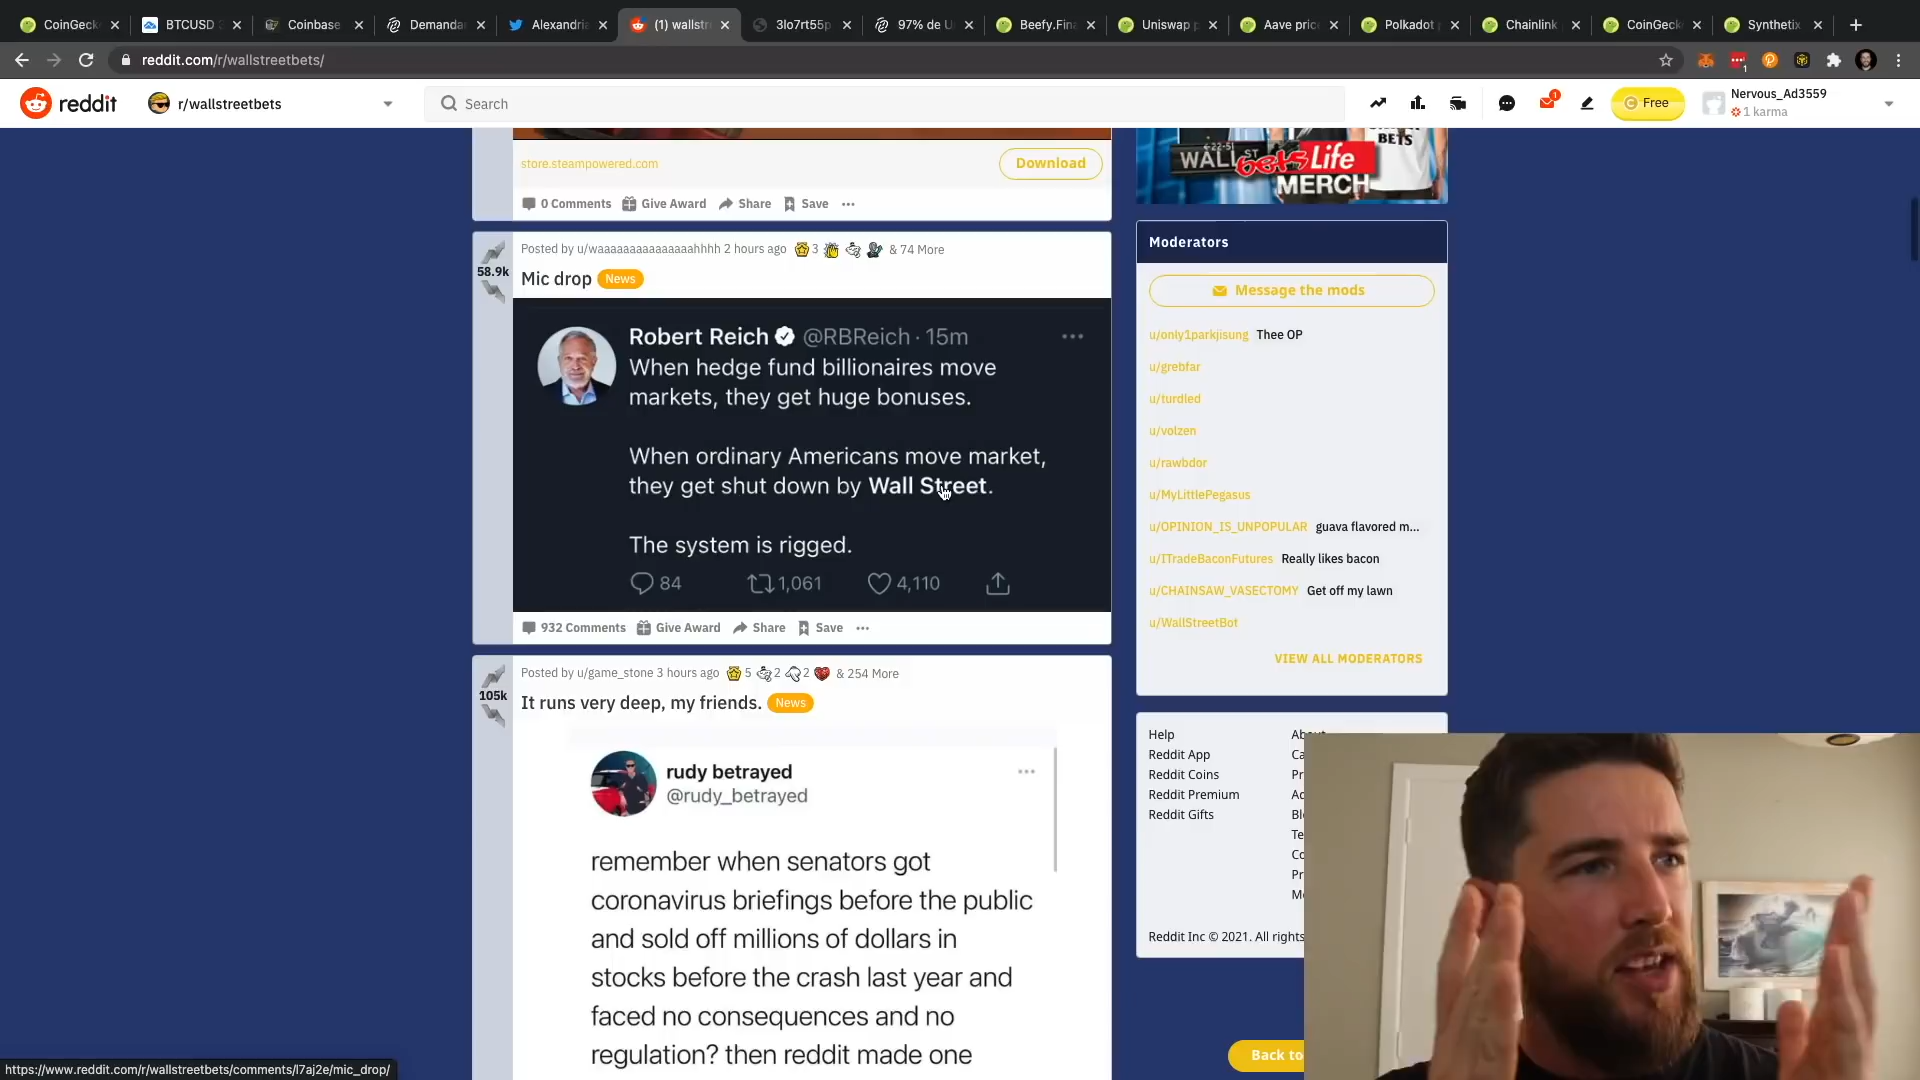 CoinGeck
BTCUSD
Coinbase
Demandar
Alexandria
(1) wallstr
3lo7rt55p
97% de U
Beefy.Fin
Uniswap p
Aave pric
Polkadot
Chainlink
CoinGeck
Synthetix
reddit.com/r/wallstreetbets/
reddit
r/wallstreetbets
Search
1
Free
Nervous_Ad3559
1 karma
store.steampowered.com
Download
0 Comments Give Award Share Save
BETS
WALL ST bets Life
MERCH
Posted by u/waaaaaaaaaaaaaaahhhh 2 hours ago 3 & 74 More
58.9k
Mic drop News
Robert Reich @RBReich · 15m
When hedge fund billionaires move
markets, they get huge bonuses.
When ordinary Americans move market,
they get shut down by Wall Street.
The system is rigged.
84 1,061 4,110
932 Comments Give Award Share Save
Posted by u/game_stone 3 hours ago 5 2 2 & 254 More
105k
It runs very deep, my friends. News
rudy betrayed
@rudy_betrayed
remember when senators got
coronavirus briefings before the public
and sold off millions of dollars in
stocks before the crash last year and
faced no consequences and no
regulation? then reddit made one
Moderators
Message the mods
u/only1parkjisung Thee OP
u/grebfar
u/turdled
u/volzen
u/rawbdor
u/MyLittlePegasus
u/OPINION_IS_UNPOPULAR guava flavored m...
u/ITradeBaconFutures Really likes bacon
u/CHAINSAW_VASECTOMY Get off my lawn
u/WallStreetBot
VIEW ALL MODERATORS
Help
Reddit App
Reddit Coins
Reddit Premium
Reddit Gifts
Reddit Inc © 2021. All rights
Back to
https://www.reddit.com/r/wallstreetbets/comments/l7aj2e/mic_drop/